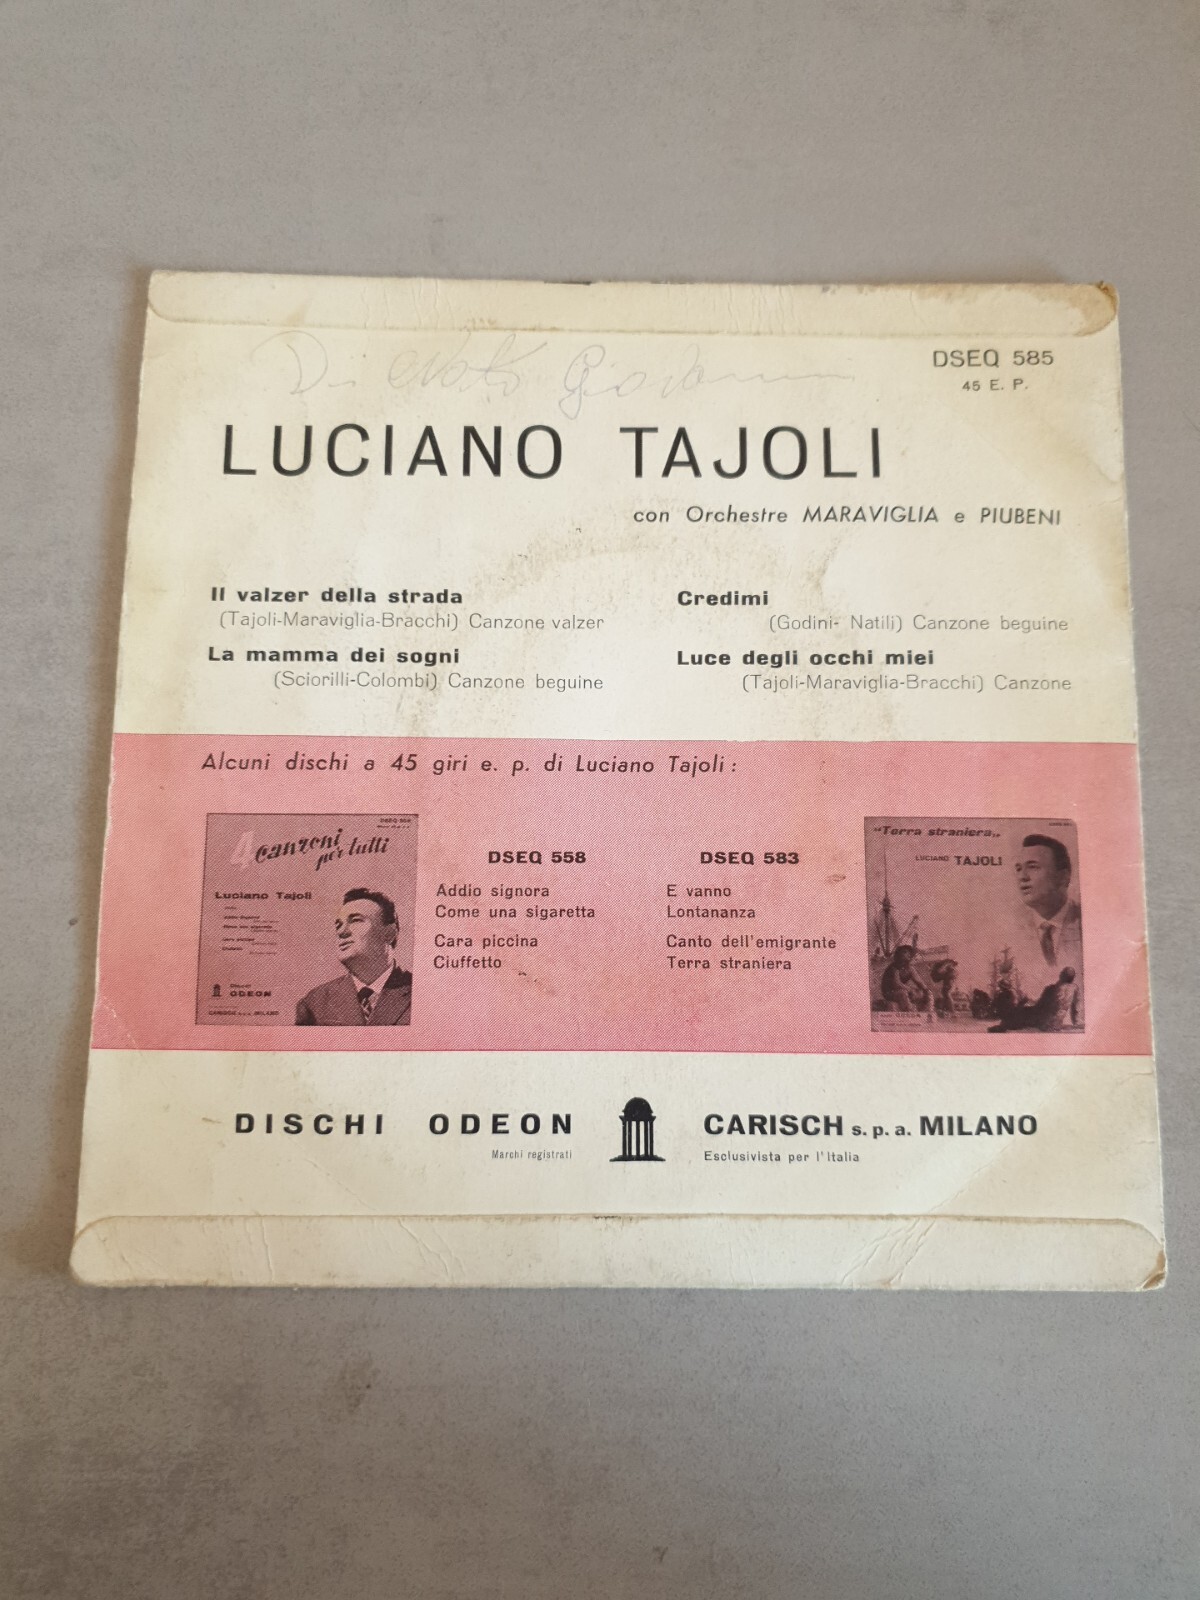 DSEQ 585
45 E. P.
Di
LUCIANO TAJOLI
con Orchestre MARAVIGLIA e PIUBENI
Il valzer della strada
(Tajoli-Maraviglia-Bracchi) Canzone valzer
La mamma dei sogni
(Sciorilli-Colombi) Canzone beguine
Credimi
(Godini- Natili) Canzone beguine
Luce degli occhi miei
(Tajoli-Maraviglia-Bracchi) Canzone
Alcuni dischi a 45 giri e. p. di Luciano Tajoli :
4 canzoni
per tutti
Luciano Tajoli
ODEON
CARISCH s.p.a. MILANO
DSEQ 558
Addio signora
Come una sigaretta
Cara piccina
Ciuffetto
DSEQ 583
E vanno
Lontananza
Canto dell'emigrante
Terra straniera
"Terra straniera„
LUCIANO TAJOLI
DISCHI ODEON
Marchi registrati
CARISCH s. p. a. MILANO
Esclusivista per l'Italia